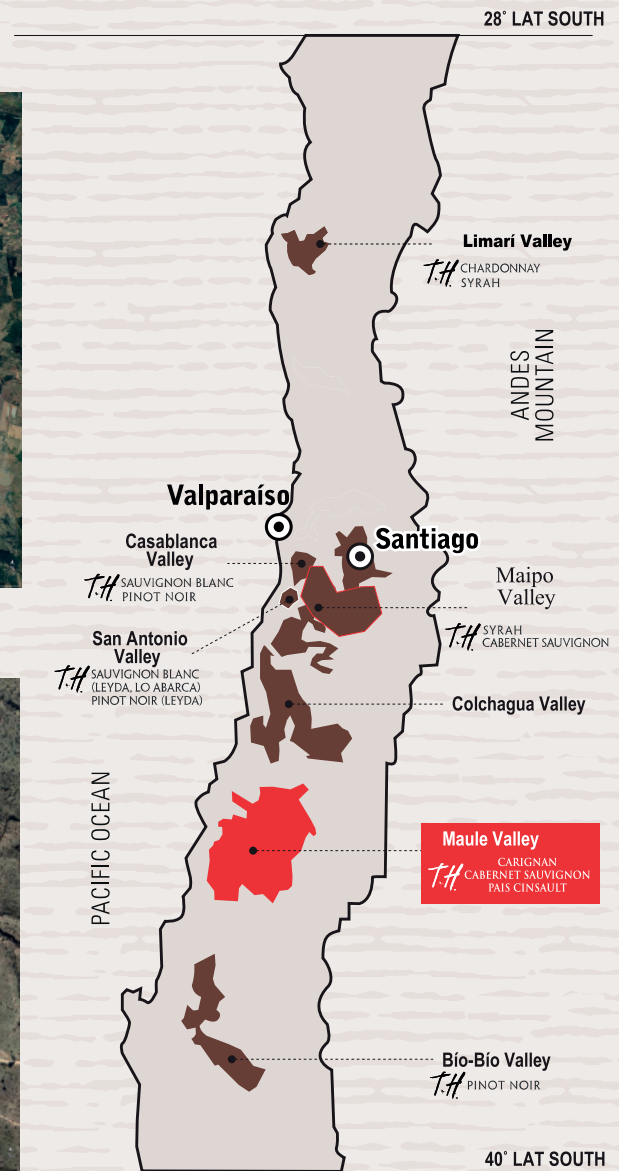 28° LAT SOUTH
Limarí Valley
T.H. CHARDONNAY
SYRAH
ANDES
MOUNTAIN
Valparaíso
Santiago
Casablanca
Valley
T.H. SAUVIGNON BLANC
PINOT NOIR
Maipo
Valley
T.H. SYRAH
CABERNET SAUVIGNON
San Antonio
Valley
T.H. SAUVIGNON BLANC
(LEYDA, LO ABARCA)
PINOT NOIR (LEYDA)
Colchagua Valley
PACIFIC OCEAN
Maule Valley
T.H. CARIGNAN
CABERNET SAUVIGNON
PAIS CINSAULT
Bío-Bío Valley
T.H. PINOT NOIR
40° LAT SOUTH